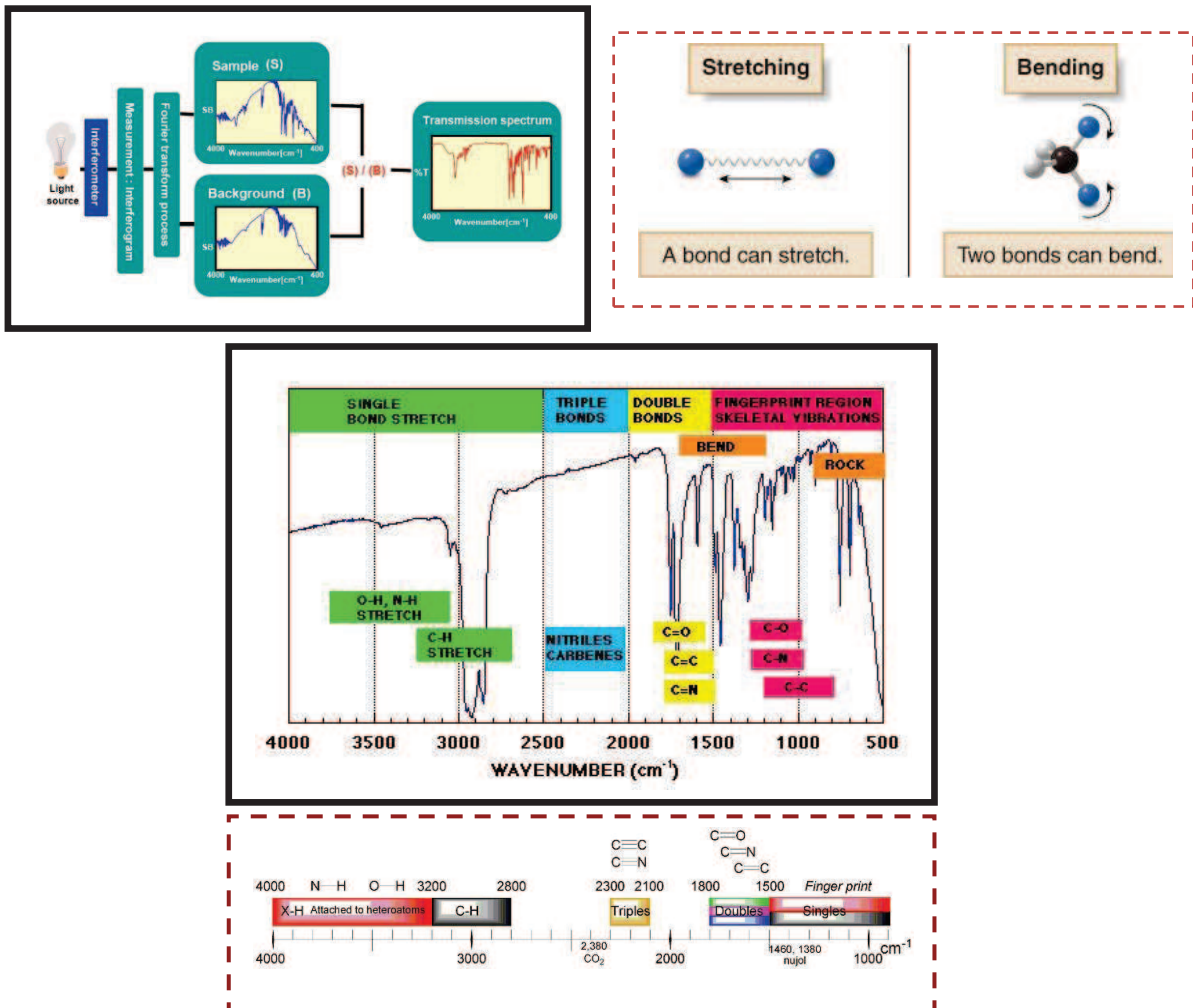 Sample (S)
SB
4000
400
Wavenumber[cm-1]
Light
source
Interferometer
Measurement : Interferogram
Fourier transform process
Background (B)
SB
4000
400
Wavenumber[cm-1]
(S) / (B)
Transmission spectrum
%T
4000
400
Wavenumber[cm-1]
Stretching
A bond can stretch.
Bending
Two bonds can bend.
SINGLE
BOND STRETCH
TRIPLE
BONDS
DOUBLE
BONDS
FINGERPRINT REGION
SKELETAL VIBRATIONS
BEND
ROCK
O-H, N-H
STRETCH
C-H
STRETCH
NITRILES
CARBENES
C=O
C=C
C=N
C-O
C-N
C-C
4000 3500 3000 2500 2000 1500 1000 500
WAVENUMBER (cm-1)
C≡C
C≡N
C=O
C=N
C=C
4000 N-H O-H 3200 2800 2300 2100 1800 1500 Finger print
X-H Attached to heteroatoms C-H Triples Doubles Singles
2,380
CO2
1460, 1380
nujol
cm-1
4000 3000 2000 1000